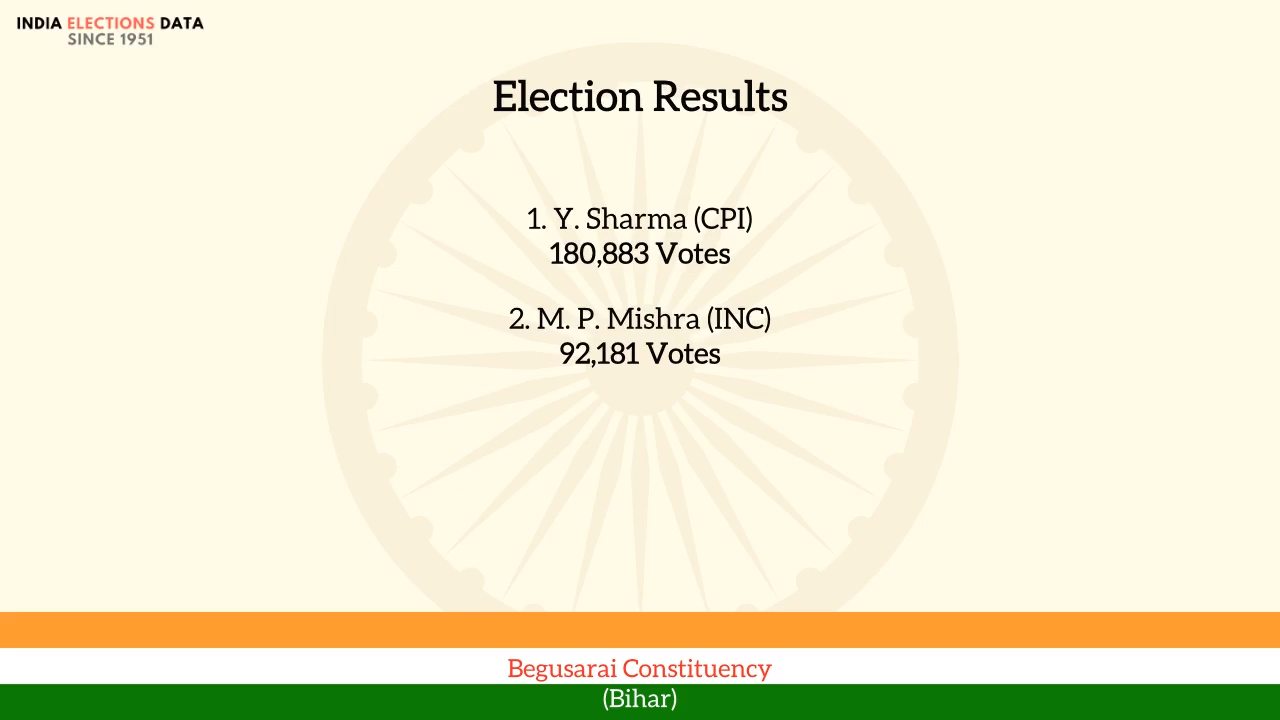 INDIA ELECTIONS DATA
SINCE 1951
Election Results
1. Y. Sharma (CPI)
180,883 Votes
2. M. P. Mishra (INC)
92,181 Votes
Begusarai Constituency
(Bihar)